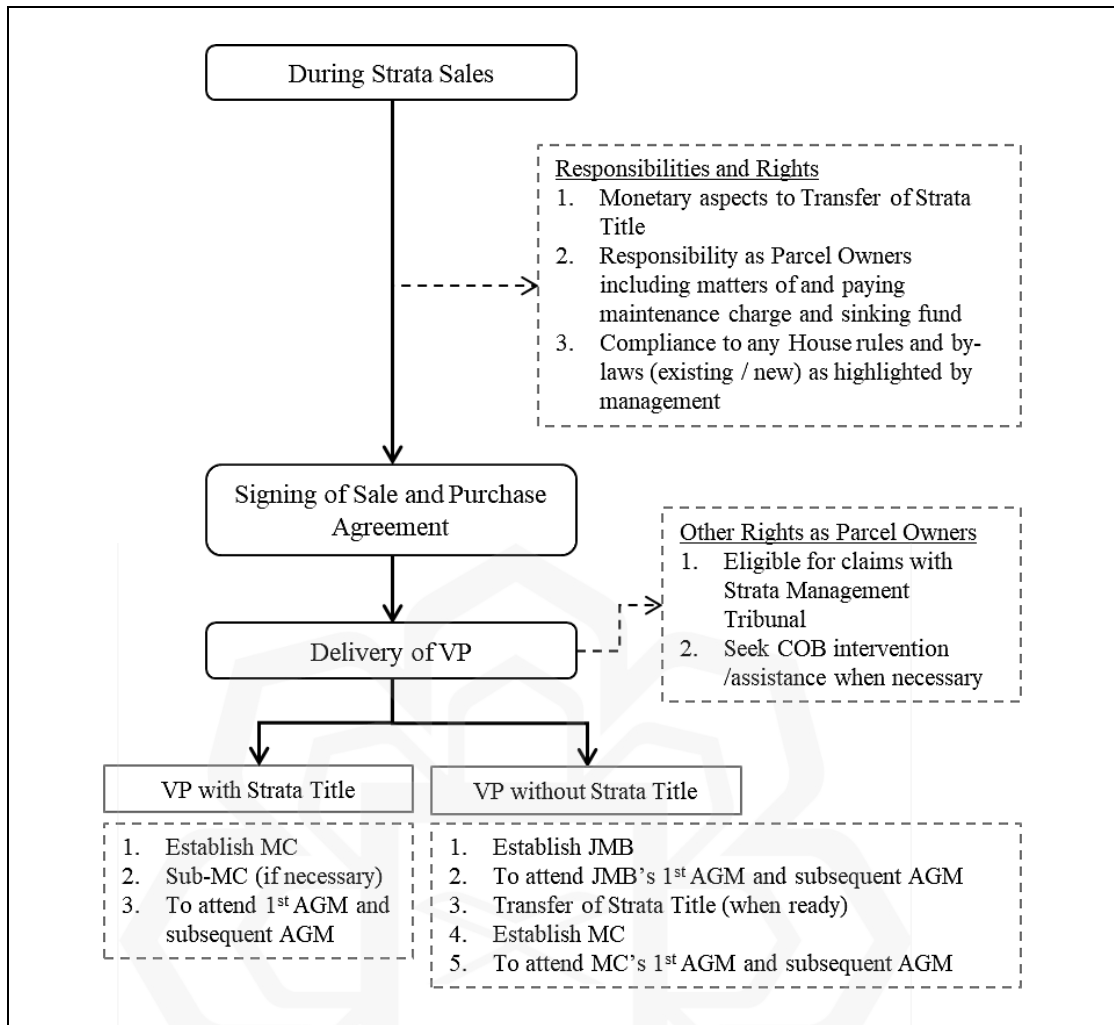 During Strata Sales
Responsibilities and Rights
1. Monetary aspects to Transfer of Strata
Title
2. Responsibility as Parcel Owners
including matters of and paying
maintenance charge and sinking fund
3. Compliance to any House rules and by-
laws (existing / new) as highlighted by
management
Signing of Sale and Purchase
Agreement
Other Rights as Parcel Owners
1. Eligible for claims with
Strata Management
Tribunal
2. Seek COB intervention
/assistance when necessary
Delivery of VP
VP with Strata Title
1. Establish MC
2. Sub-MC (if necessary)
3. To attend 1st AGM and
subsequent AGM
VP without Strata Title
1. Establish JMB
2. To attend JMB's 1st AGM and subsequent AGM
3. Transfer of Strata Title (when ready)
4. Establish MC
5. To attend MC's 1st AGM and subsequent AGM